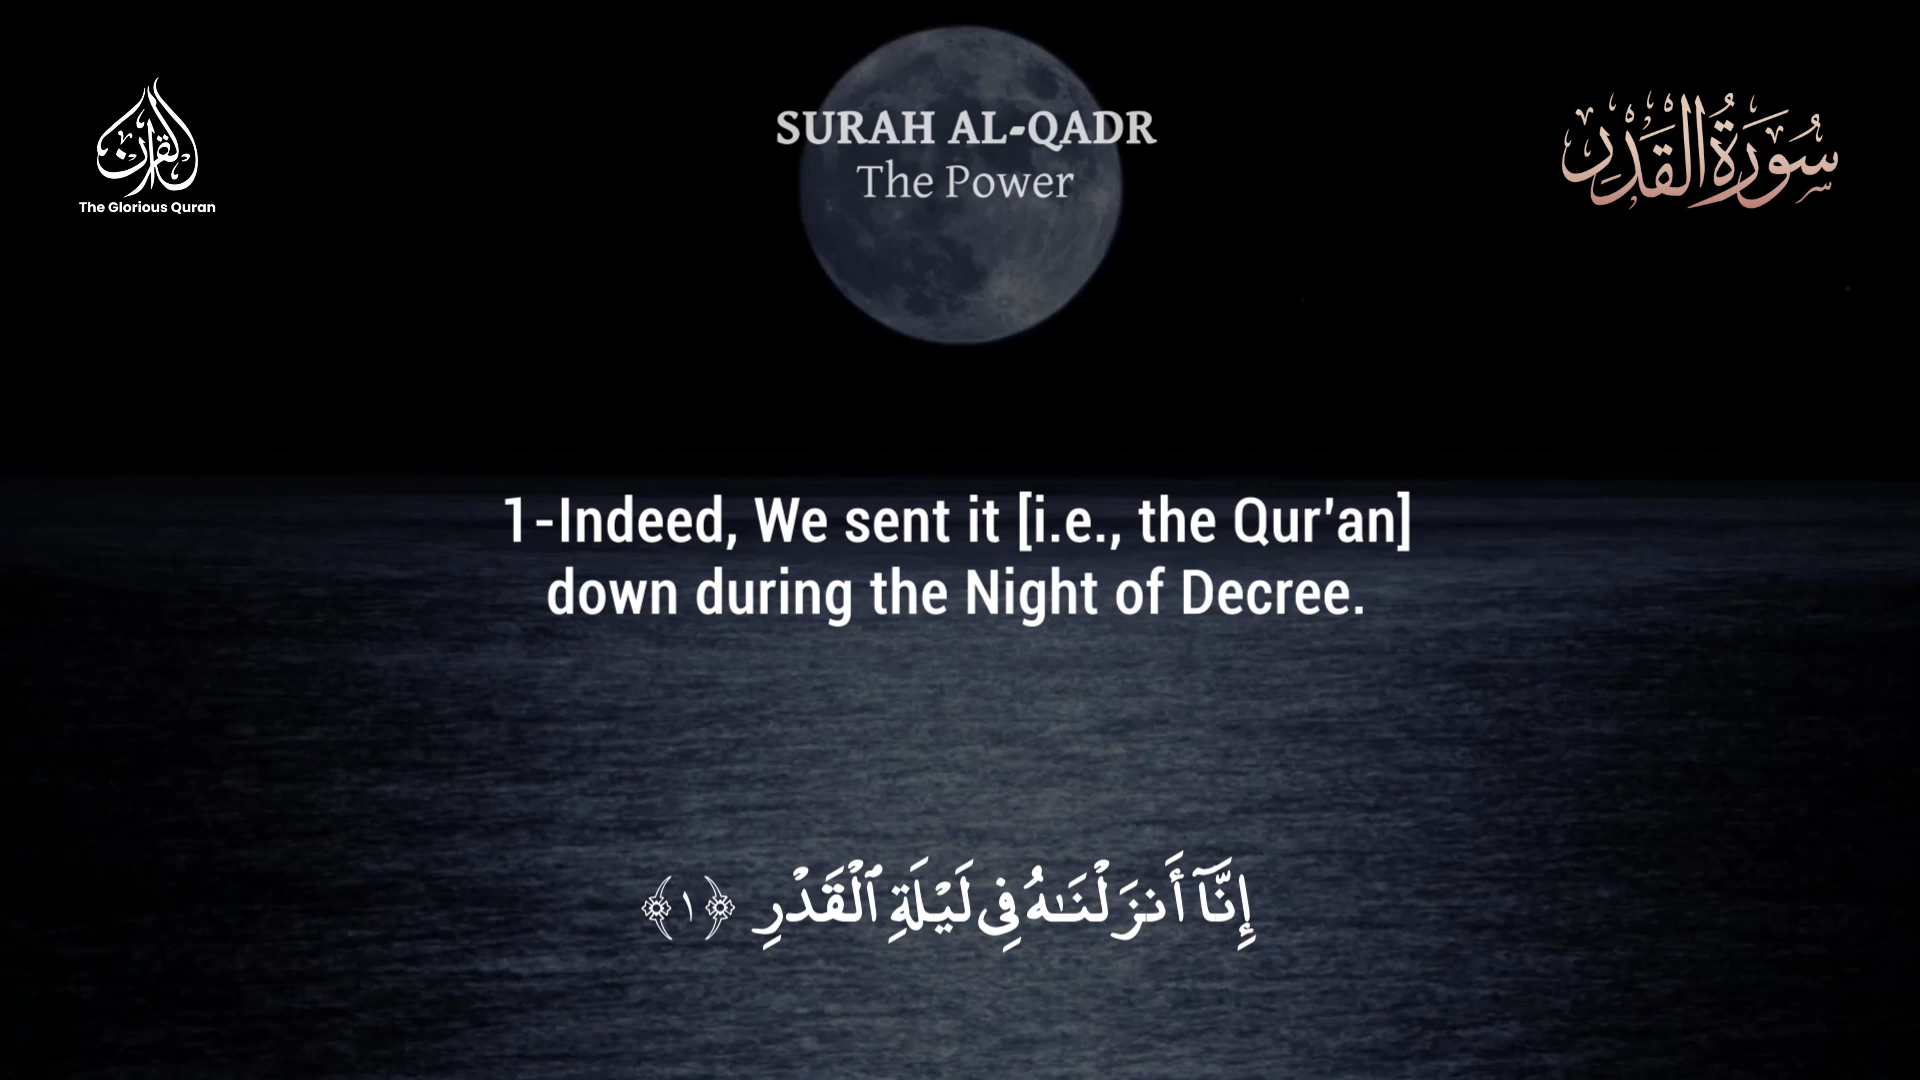 القرآن
The Glorious Quran
SURAH AL-QADR
The Power
سُورَةُ القَدْرِ
1-Indeed, We sent it [i.e., the Qur’an]
down during the Night of Decree.
إِنَّآ أَنزَلْنَـٰهُ فِى لَيْلَةِ ٱلْقَدْرِ ﴿١﴾